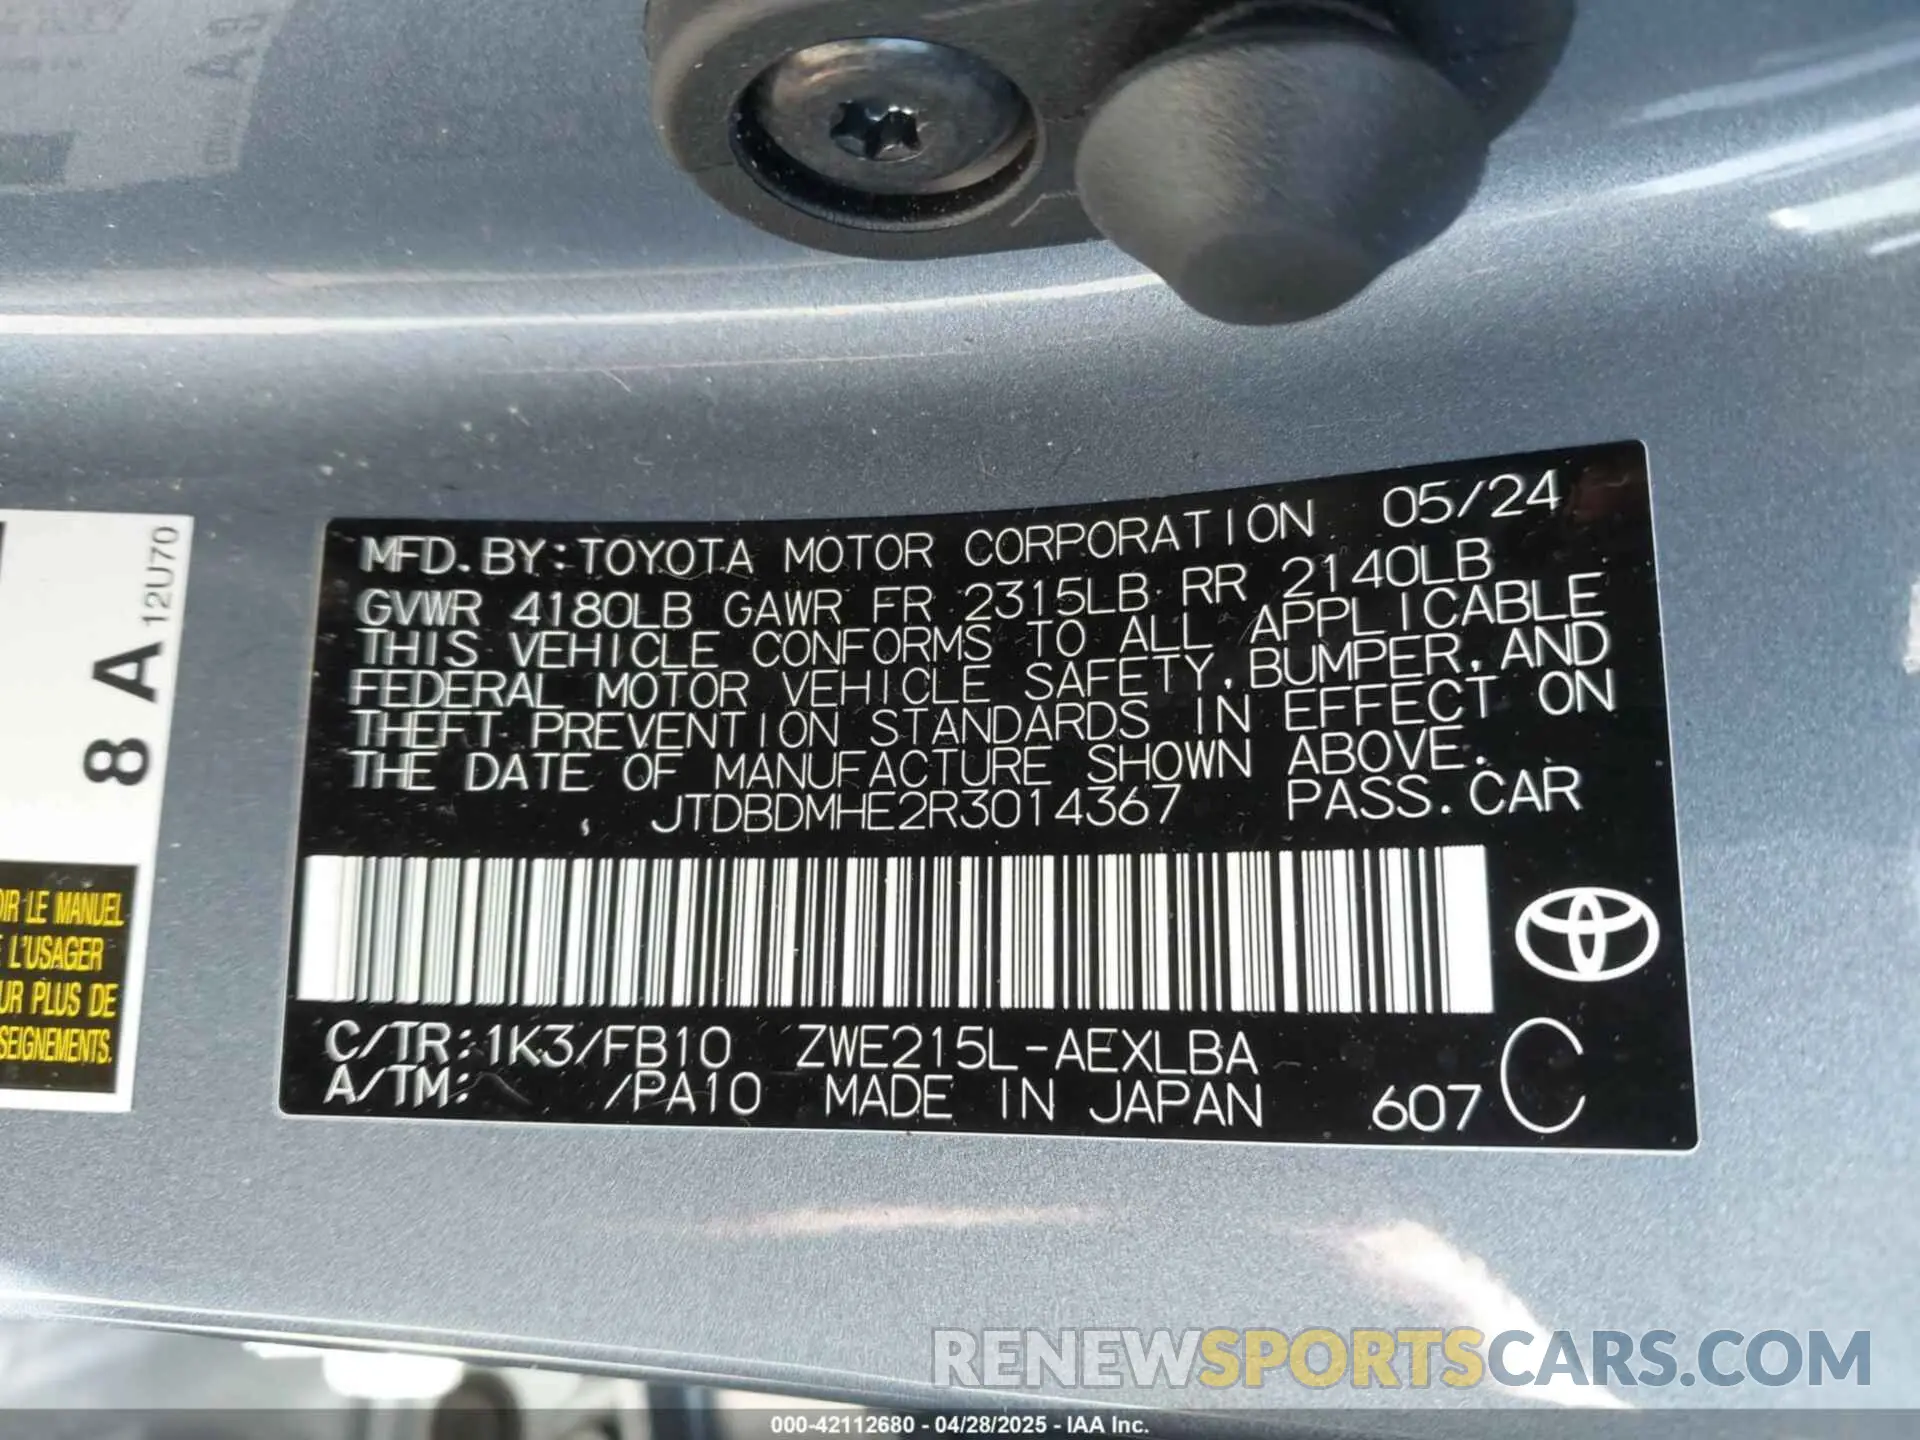 MFD. BY: TOYOTA MOTOR CORPORATION 05/24
GVWR 4180LB GAWR FR 2315LB RR 2140LB
THIS VEHICLE CONFORMS TO ALL APPLICABLE
FEDERAL MOTOR VEHICLE SAFETY, BUMPER, AND
THEFT PREVENTION STANDARDS IN EFFECT ON
THE DATE OF MANUFACTURE SHOWN ABOVE.
JTDBDMHE2R3014367 PASS. CAR
C/TR: 1K3/FB10 ZWE215L-AEXLBA
A/TM: /PA10 MADE IN JAPAN 607 C
8 A 12U70
LE MANUEL
L'USAGER
PLUS DE
RENEWSPORTSCARS.COM
000-42112680 - 04/28/2025 - IAA Inc.